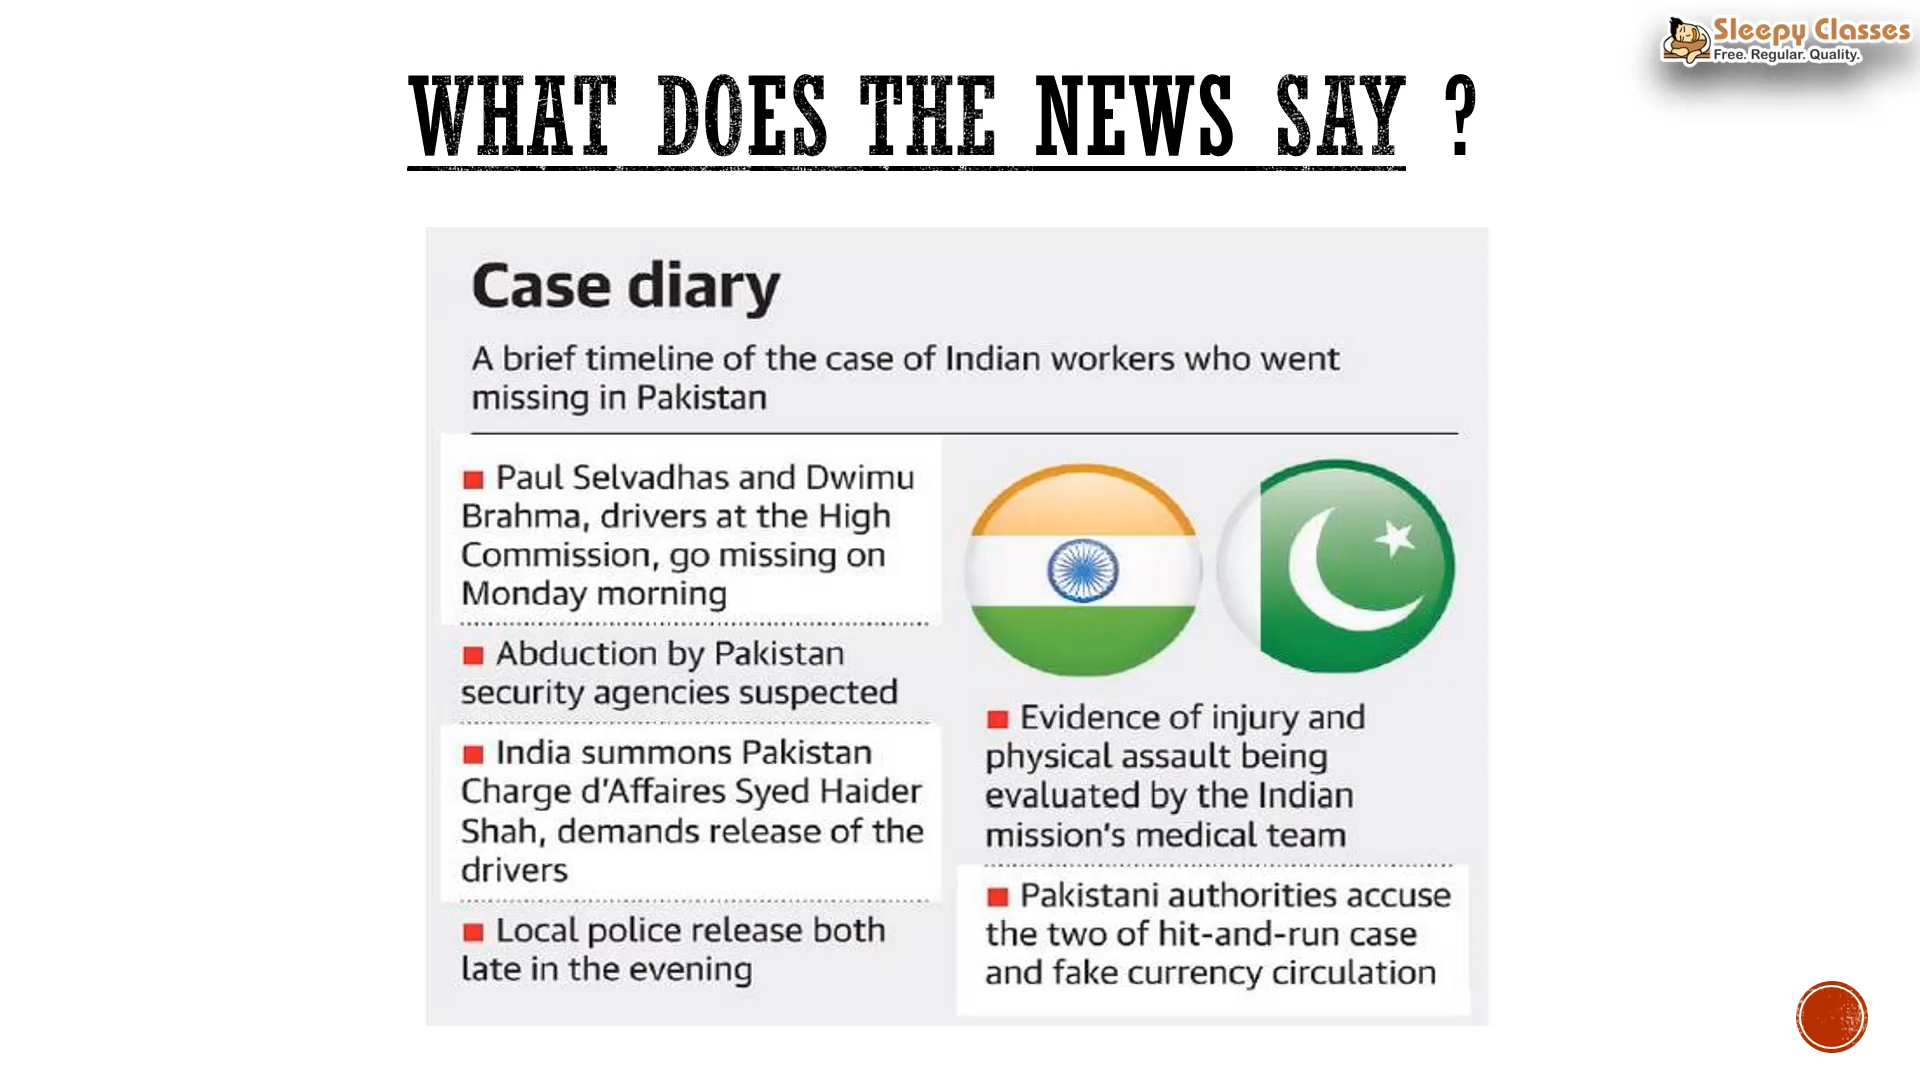 Sleepy Classes
Free. Regular. Quality.
WHAT DOES THE NEWS SAY ?
Case diary
A brief timeline of the case of Indian workers who went
missing in Pakistan
Paul Selvadhas and Dwimu
Brahma, drivers at the High
Commission, go missing on
Monday morning
Abduction by Pakistan
security agencies suspected
India summons Pakistan
Charge d'Affaires Syed Haider
Shah, demands release of the
drivers
Local police release both
late in the evening
Evidence of injury and
physical assault being
evaluated by the Indian
mission's medical team
Pakistani authorities accuse
the two of hit-and-run case
and fake currency circulation